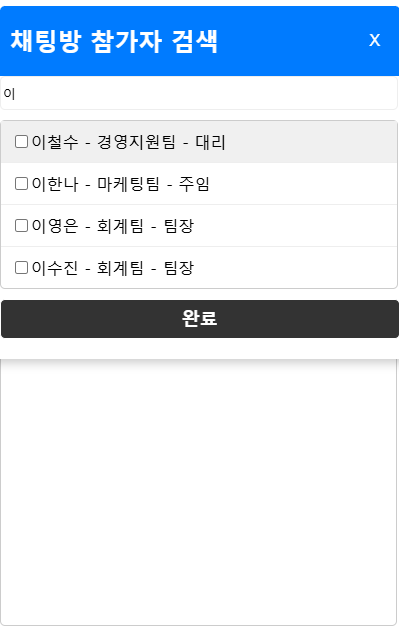 채팅방 참가자 검색 x
이
이철수 - 경영지원팀 - 대리
이한나 - 마케팅팀 - 주임
이영은 - 회계팀 - 팀장
이수진 - 회계팀 - 팀장
완료